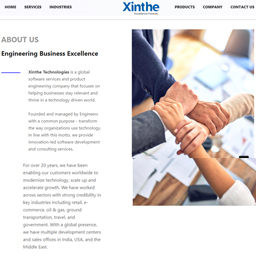 HOME SERVICES INDUSTRIES Xinthe PRODUCTS COMPANY CONTACT US
ABOUT US
Engineering Business Excellence
Xinthe Technologies is a global
software services and product
engineering company that focuses on
helping businesses stay relevant and
thrive in a technology driven world.
Founded and managed by Engineers
with a common purpose - transform
the way organizations use technology.
In line with this motto, we provide
innovation-led software development
and consulting services.
For over 20 years, we have been
enabling our customers worldwide to
modernize technology, scale up and
accelerate growth. We have worked
across sectors with strong credibility in
key industries including retail, e-
commerce, oil & gas, ground
transportation, travel, and
government. With a global presence,
we have multiple development centers
and sales offices in India, USA, and the
Middle East.